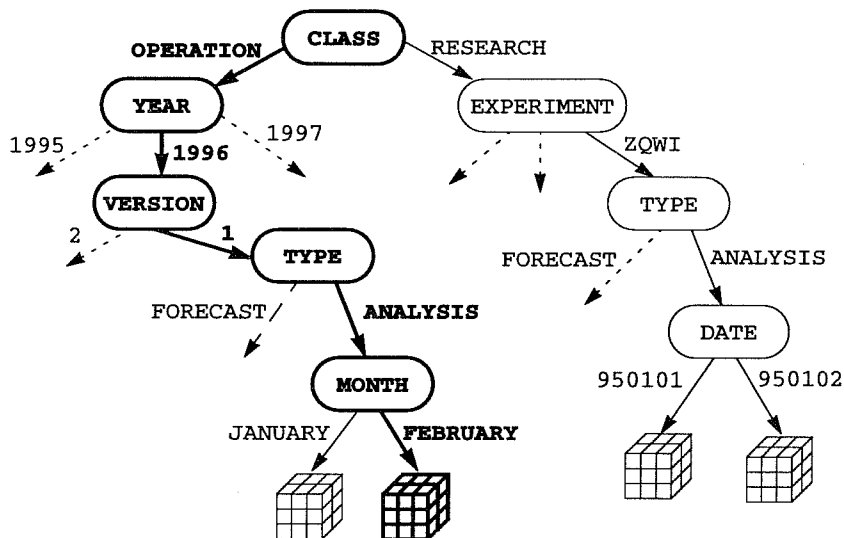 CLASS
OPERATION
RESEARCH
YEAR
EXPERIMENT
1995
1996
1997
ZQWI
VERSION
TYPE
2
1
TYPE
FORECAST
ANALYSIS
FORECAST
ANALYSIS
DATE
MONTH
950101
950102
JANUARY
FEBRUARY